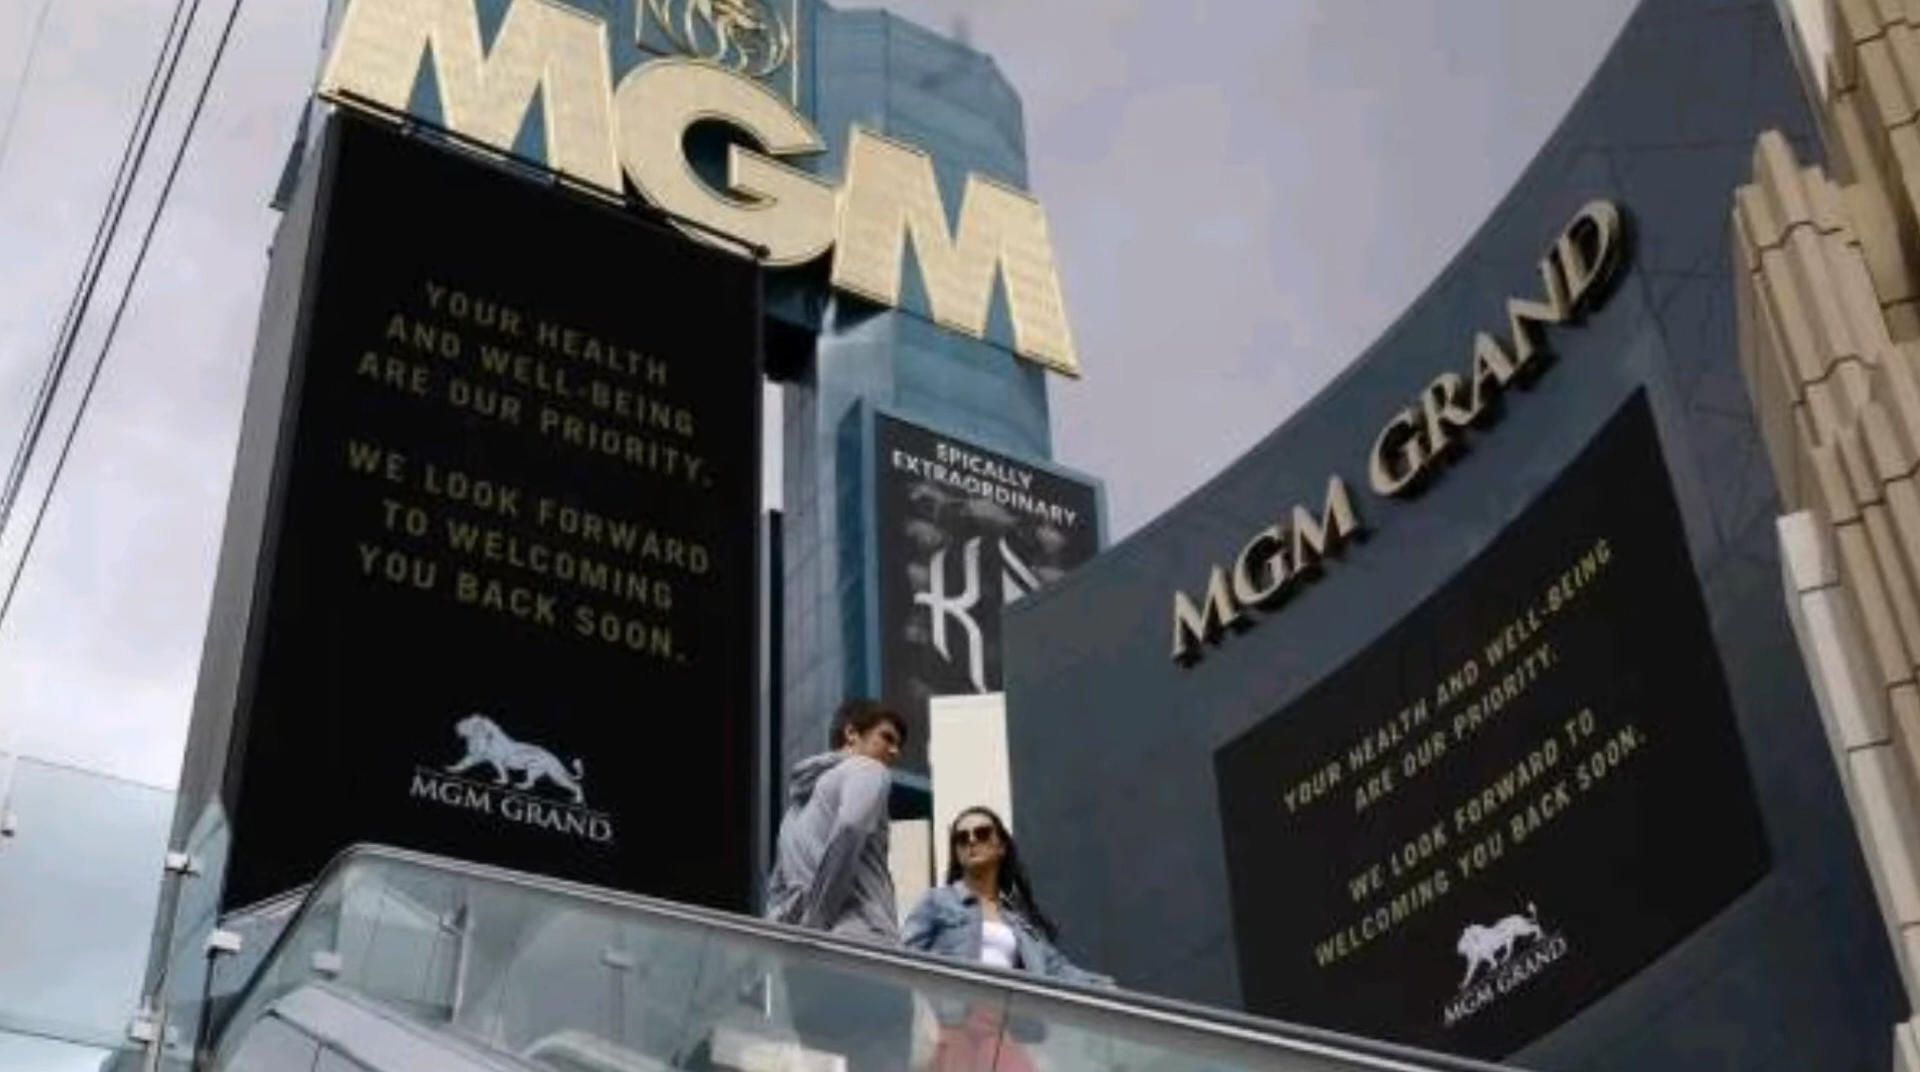 MGM
YOUR HEALTH
AND WELL-BEING
ARE OUR PRIORITY.
WE LOOK FORWARD
TO WELCOMING
YOU BACK SOON.
MGM GRAND
EPICALLY
EXTRAORDINARY
MGM GRAND
YOUR HEALTH AND WELL-BEING
ARE OUR PRIORITY.
WE LOOK FORWARD TO
WELCOMING YOU BACK SOON.
MGM GRAND